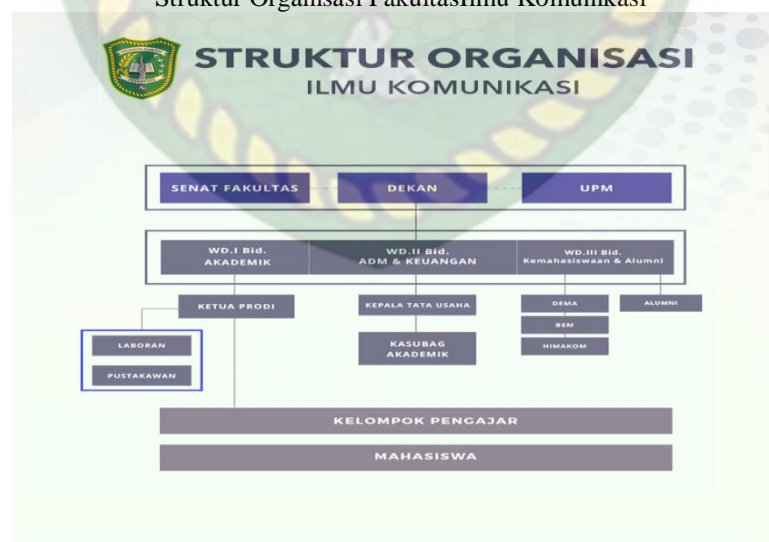 Struktur Organisasi FakultasIlmu Komunikasi
STRUKTUR ORGANISASI
ILMU KOMUNIKASI
SENAT FAKULTAS
DEKAN
UPM
WD.I Bid.
AKADEMIK
WD.II Bid.
ADM & KEUANGAN
WD.III Bid.
Kemahasiswaan & Alumni
KETUA PRODI
KEPALA TATA USAHA
DEMA
ALUMNI
BEM
LABORAN
KASUBAG
AKADEMIK
HIMAKOM
PUSTAKAWAN
KELOMPOK PENGAJAR
MAHASISWA